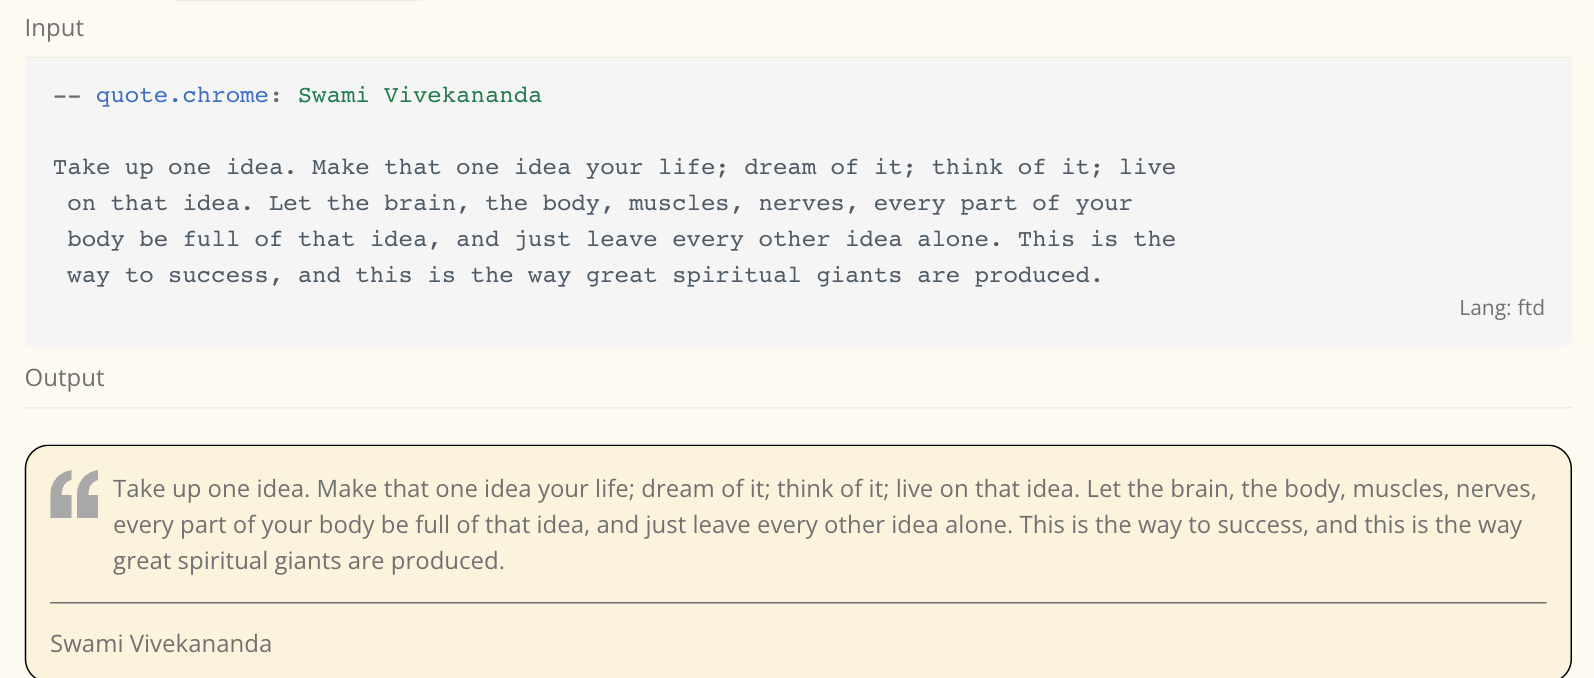 Input
-- quote.chrome: Swami Vivekananda
Take up one idea. Make that one idea your life; dream of it; think of it; live
on that idea. Let the brain, the body, muscles, nerves, every part of your
body be full of that idea, and just leave every other idea alone. This is the
way to success, and this is the way great spiritual giants are produced.
Lang: ftd
Output
Take up one idea. Make that one idea your life; dream of it; think of it; live on that idea. Let the brain, the body, muscles, nerves,
every part of your body be full of that idea, and just leave every other idea alone. This is the way to success, and this is the way
great spiritual giants are produced.
Swami Vivekananda